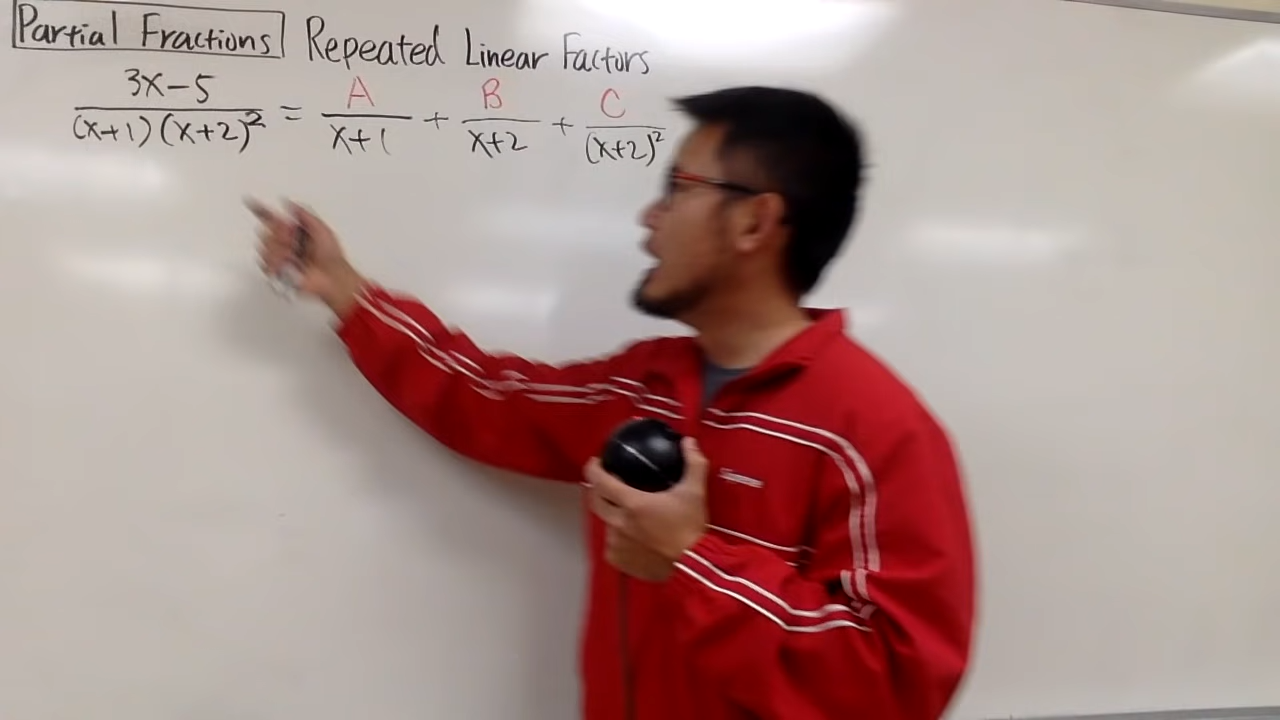 Partial Fractions Repeated Linear Factors
3x-5 / (x+1)(x+2)² = A / x+1 + B / x+2 + C / (x+2)²